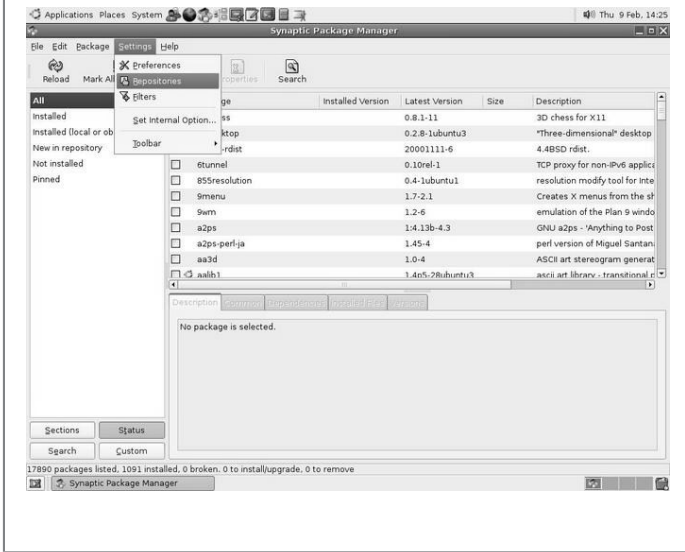 Applications Places System Thu 9 Feb, 14:25
Synaptic Package Manager
File Edit Package Settings Help
Reload Mark All Properties Search
Preferences
Repositories
Filters
Set Internal Option...
Toolbar
All
Installed
Installed (local or ob
New in repository
Not installed
Pinned
ge Installed Version Latest Version Size Description
ss 0.8.1-11 3D chess for X11
ktop 0.2.8-1ubuntu3 "Three-dimensional" desktop
-rdist 20001111-6 4.4BSD rdist.
6tunnel 0.10rel-1 TCP proxy for non-IPv6 applica
855resolution 0.4-1ubuntu1 resolution modify tool for Inte
9menu 1.7-2.1 Creates X menus from the sh
9wm 1.2-6 emulation of the Plan 9 windo
a2ps 1:4.13b-4.3 GNU a2ps - 'Anything to Post
a2ps-perl-ja 1.45-4 perl version of Miguel Santan
aa3d 1.0-4 ASCII art stereogram generat
aalib1 1.4p5-28ubuntu3 ascii art library - transitional p
Description Common Dependencies Installed Files Versions
No package is selected.
Sections Status
Search Custom
17890 packages listed, 1091 installed, 0 broken. 0 to install/upgrade, 0 to remove
Synaptic Package Manager